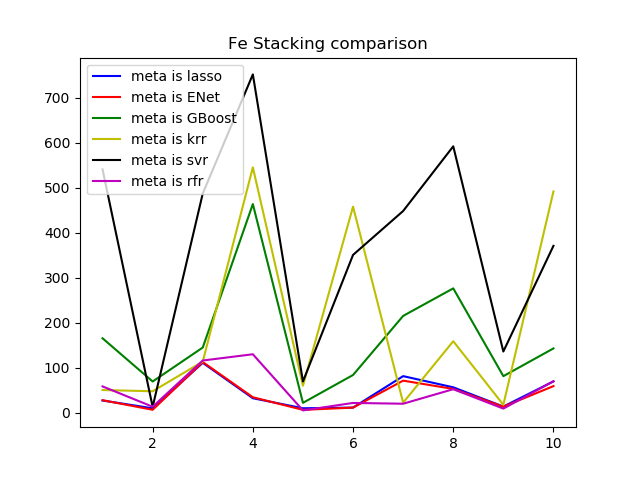 Fe Stacking comparison
meta is lasso
meta is ENet
meta is GBoost
meta is krr
meta is svr
meta is rfr
700
600
500
400
300
200
100
0
2 4 6 8 10